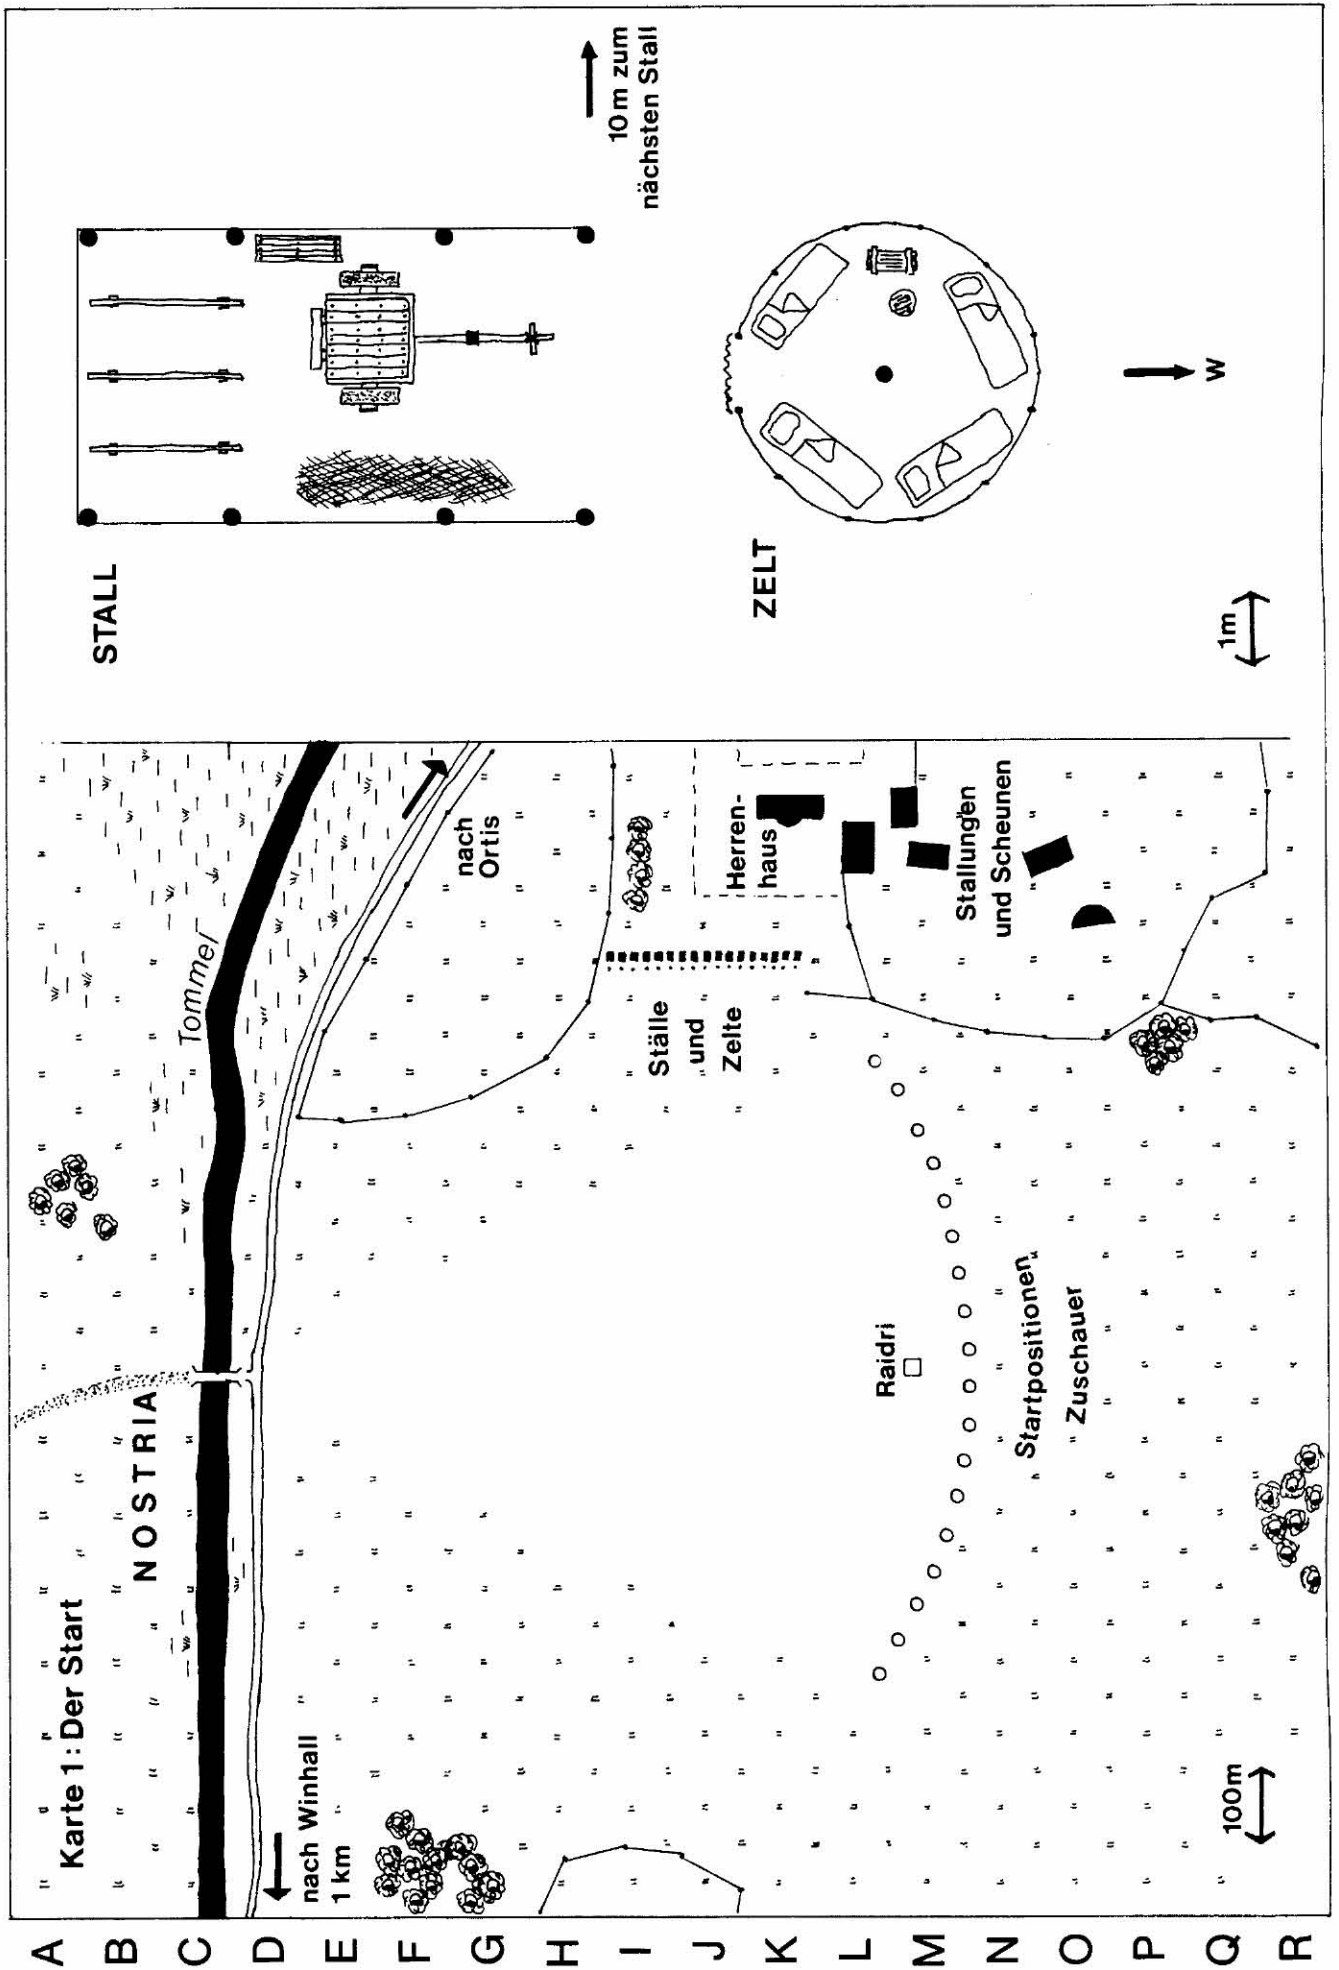 Karte 1: Der Start
NOSTRIA
Tommel
nach Winhall
1 km
nach
Ortis
Ställe
und
Zelte
Herren-
haus
Stallungen
und Scheunen
Raidri
Startpositionen
Zuschauer
100m
STALL
10 m zum
nächsten Stall
ZELT
W
1m
A
B
C
D
E
F
G
H
I
J
K
L
M
N
O
P
Q
R